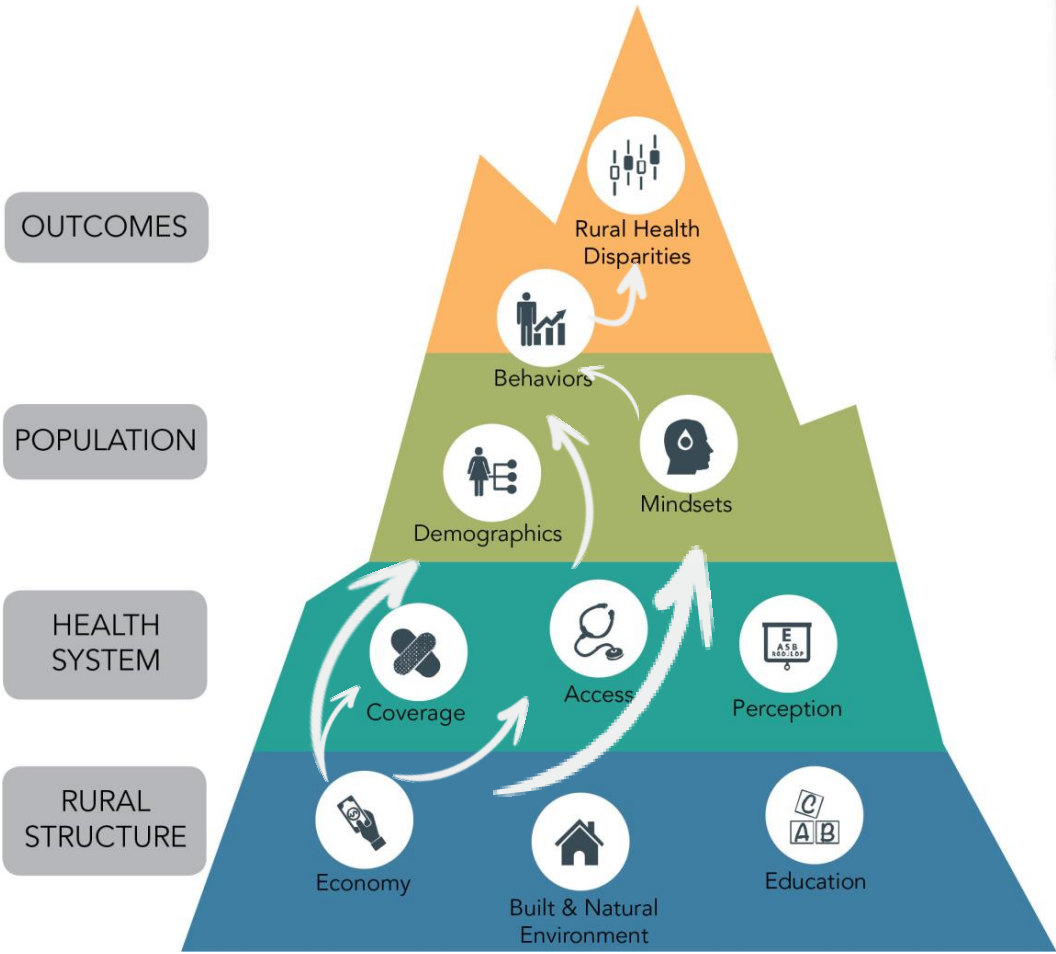 OUTCOMES
Rural Health
Disparities
Behaviors
POPULATION
Mindsets
Demographics
HEALTH
SYSTEM
E
ASB
Access
Coverage
Perception
RURAL
STRUCTURE
C
A B
Economy
Education
Built & Natural
Environment